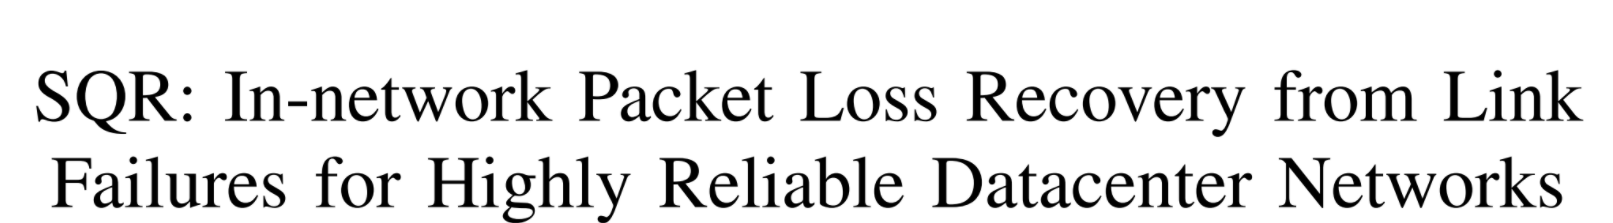 SQR: In-network Packet Loss Recovery from Link
Failures for Highly Reliable Datacenter Networks